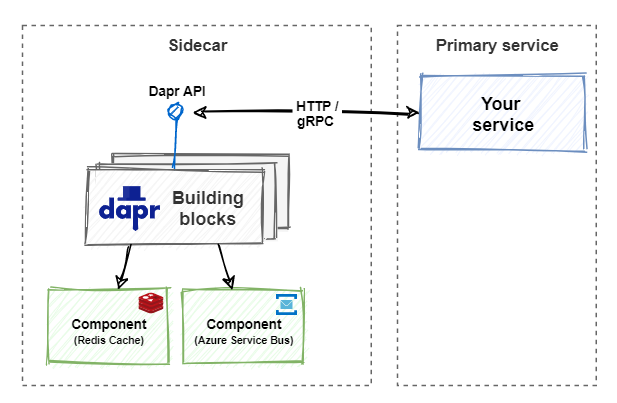 Sidecar
Primary service
Dapr API
HTTP /
gRPC
Your
service
dapr
Building
blocks
Component
(Redis Cache)
Component
(Azure Service Bus)